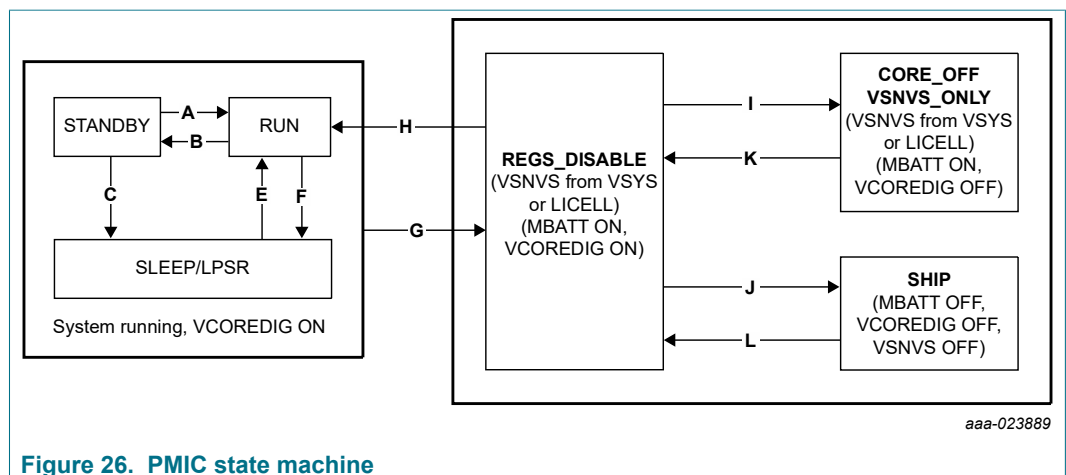 STANDBY
A
B
RUN
C
E
F
SLEEP/LPSR
System running, VCOREDIG ON
H
G
REGS_DISABLE
(VSNVS from VSYS
or LICELL)
(MBATT ON,
VCOREDIG ON)
I
K
J
L
CORE_OFF
VSNVS_ONLY
(VSNVS from VSYS
or LICELL)
(MBATT ON,
VCOREDIG OFF)
SHIP
(MBATT OFF,
VCOREDIG OFF,
VSNVS OFF)
aaa-023889
Figure 26. PMIC state machine